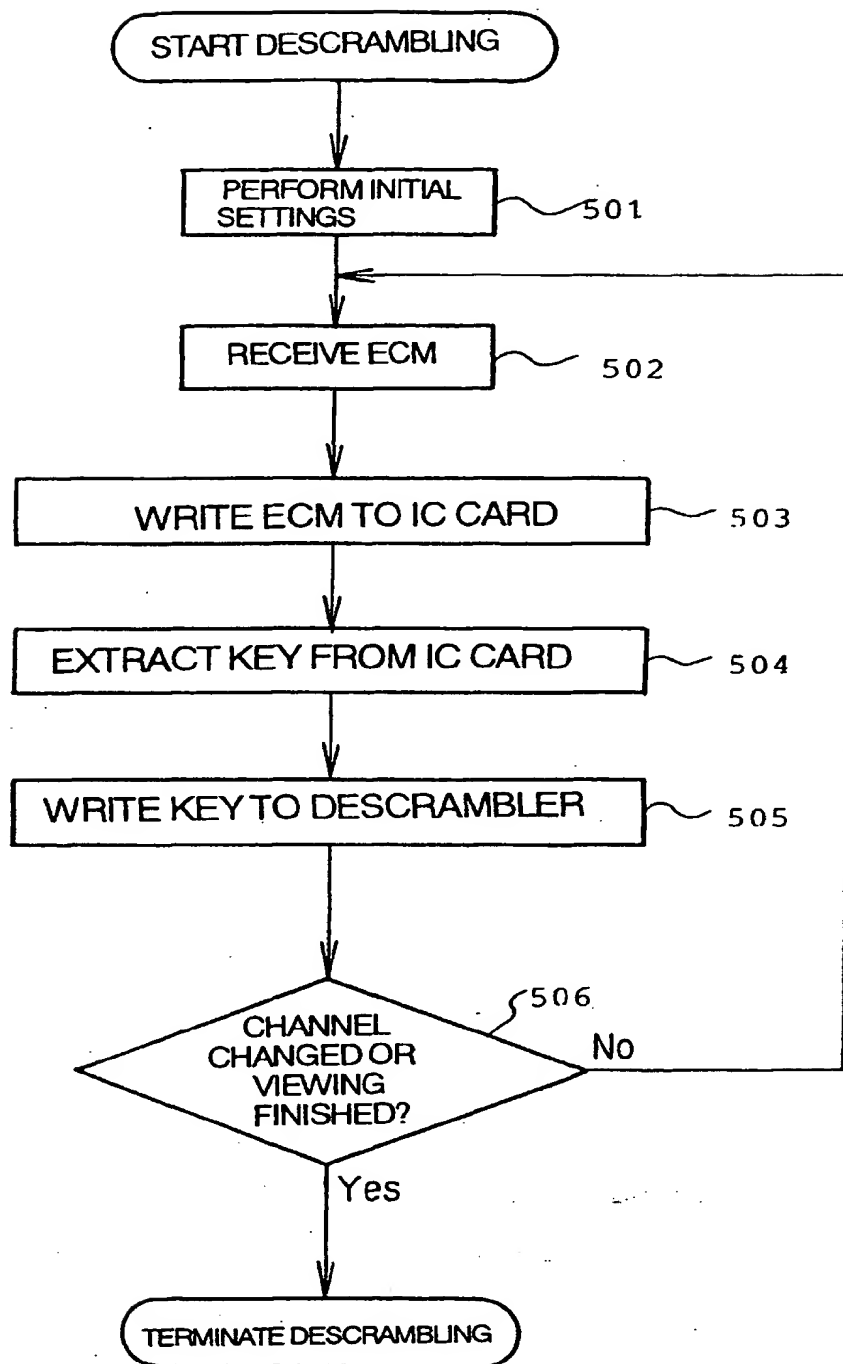 START DESCRAMBLING
PERFORM INITIAL
SETTINGS
501
RECEIVE ECM
502
WRITE ECM TO IC CARD
503
EXTRACT KEY FROM IC CARD
504
WRITE KEY TO DESCRAMBLER
505
506
CHANNEL
CHANGED OR
VIEWING
FINISHED?
No
Yes
TERMINATE DESCRAMBLING